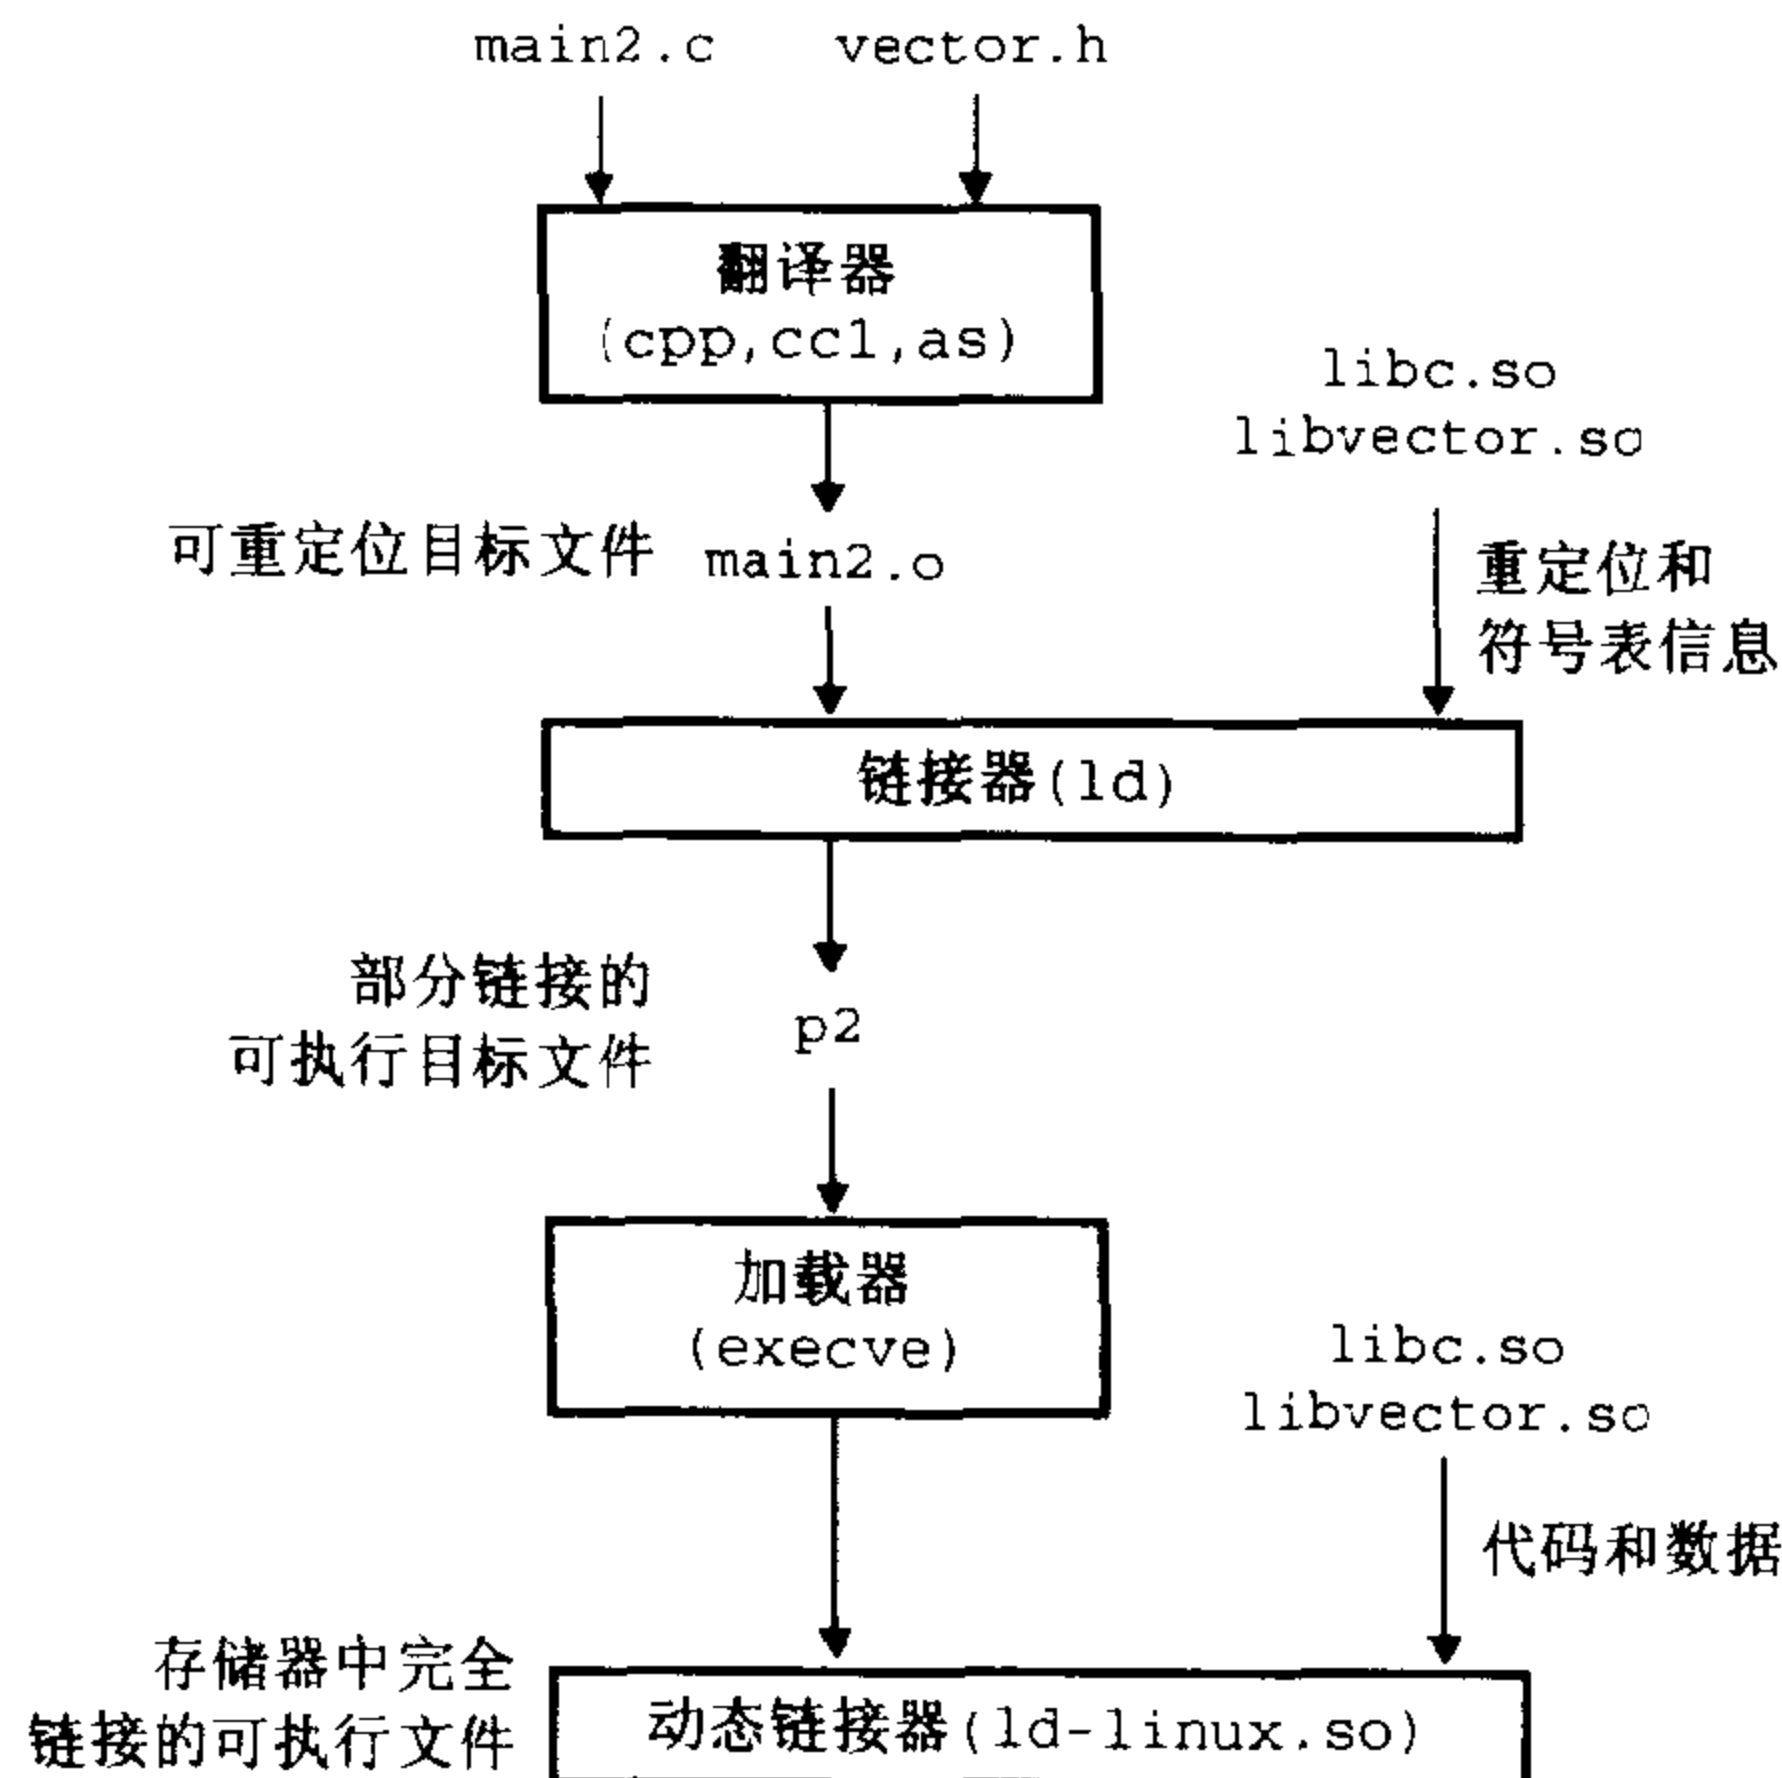 main2.c vector.h
翻译器
(cpp,cc1,as)
libc.so
libvector.so
可重定位目标文件 main2.o
重定位和
符号表信息
链接器(ld)
部分链接的
可执行目标文件
p2
加载器
(execve)
libc.so
libvector.so
代码和数据
存储器中完全
链接的可执行文件
动态链接器(ld-linux.so)